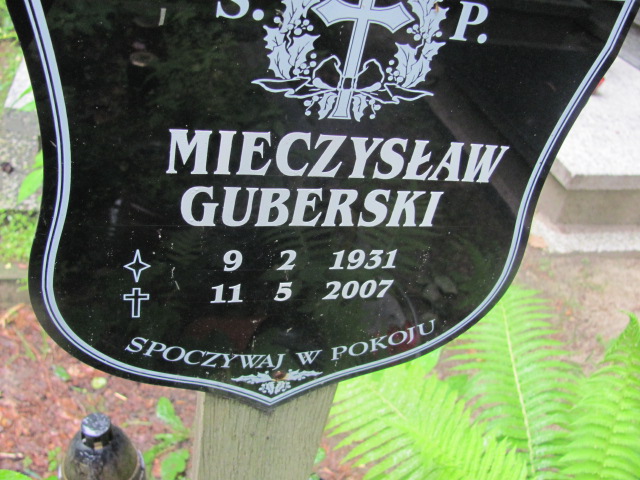 Ś. P.
MIECZYSŁAW
GUBERSKI
9 2 1931
11 5 2007
SPOCZYWAJ W POKOJU